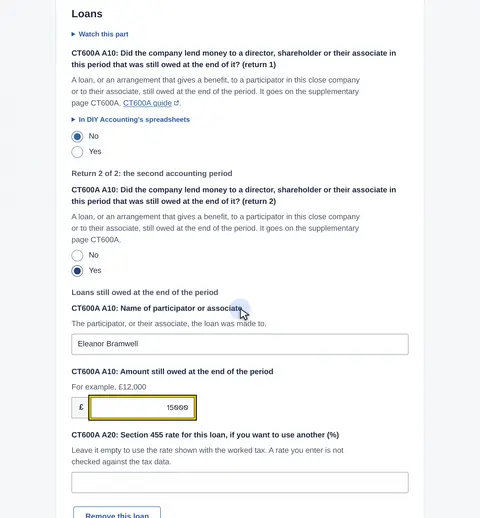 Loans
Watch this part
CT600A A10: Did the company lend money to a director, shareholder or their associate in
this period that was still owed at the end of it? (return 1)
A loan, or an arrangement that gives a benefit, to a participator in this close company
or to their associate, still owed at the end of the period. It goes on the supplementary
page CT600A. CT600A guide
In DIY Accounting's spreadsheets
No
Yes
Return 2 of 2: the second accounting period
CT600A A10: Did the company lend money to a director, shareholder or their associate in
this period that was still owed at the end of it? (return 2)
A loan, or an arrangement that gives a benefit, to a participator in this close company
or to their associate, still owed at the end of the period. It goes on the supplementary
page CT600A.
No
Yes
Loans still owed at the end of the period
CT600A A10: Name of participator or associate
The participator, or their associate, the loan was made to.
Eleanor Bramwell
CT600A A10: Amount still owed at the end of the period
For example, £12,000
£ 15000
CT600A A20: Section 455 rate for this loan, if you want to use another (%)
Leave it empty to use the rate shown with the worked tax. A rate you enter is not
checked against the tax data.
Remove this loan